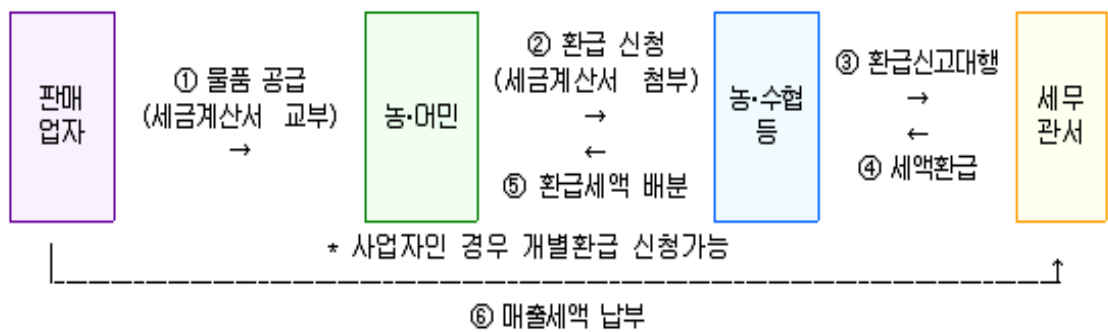 판매
업자
① 물품 공급
(세금계산서 교부)
→
농·어민
② 환급 신청
(세금계산서 첨부)
→
←
⑤ 환급세액 배분
농·수협
등
③ 환급신고대행
→
←
④ 세액환급
세무
관서
* 사업자인 경우 개별환급 신청가능
⑥ 매출세액 납부